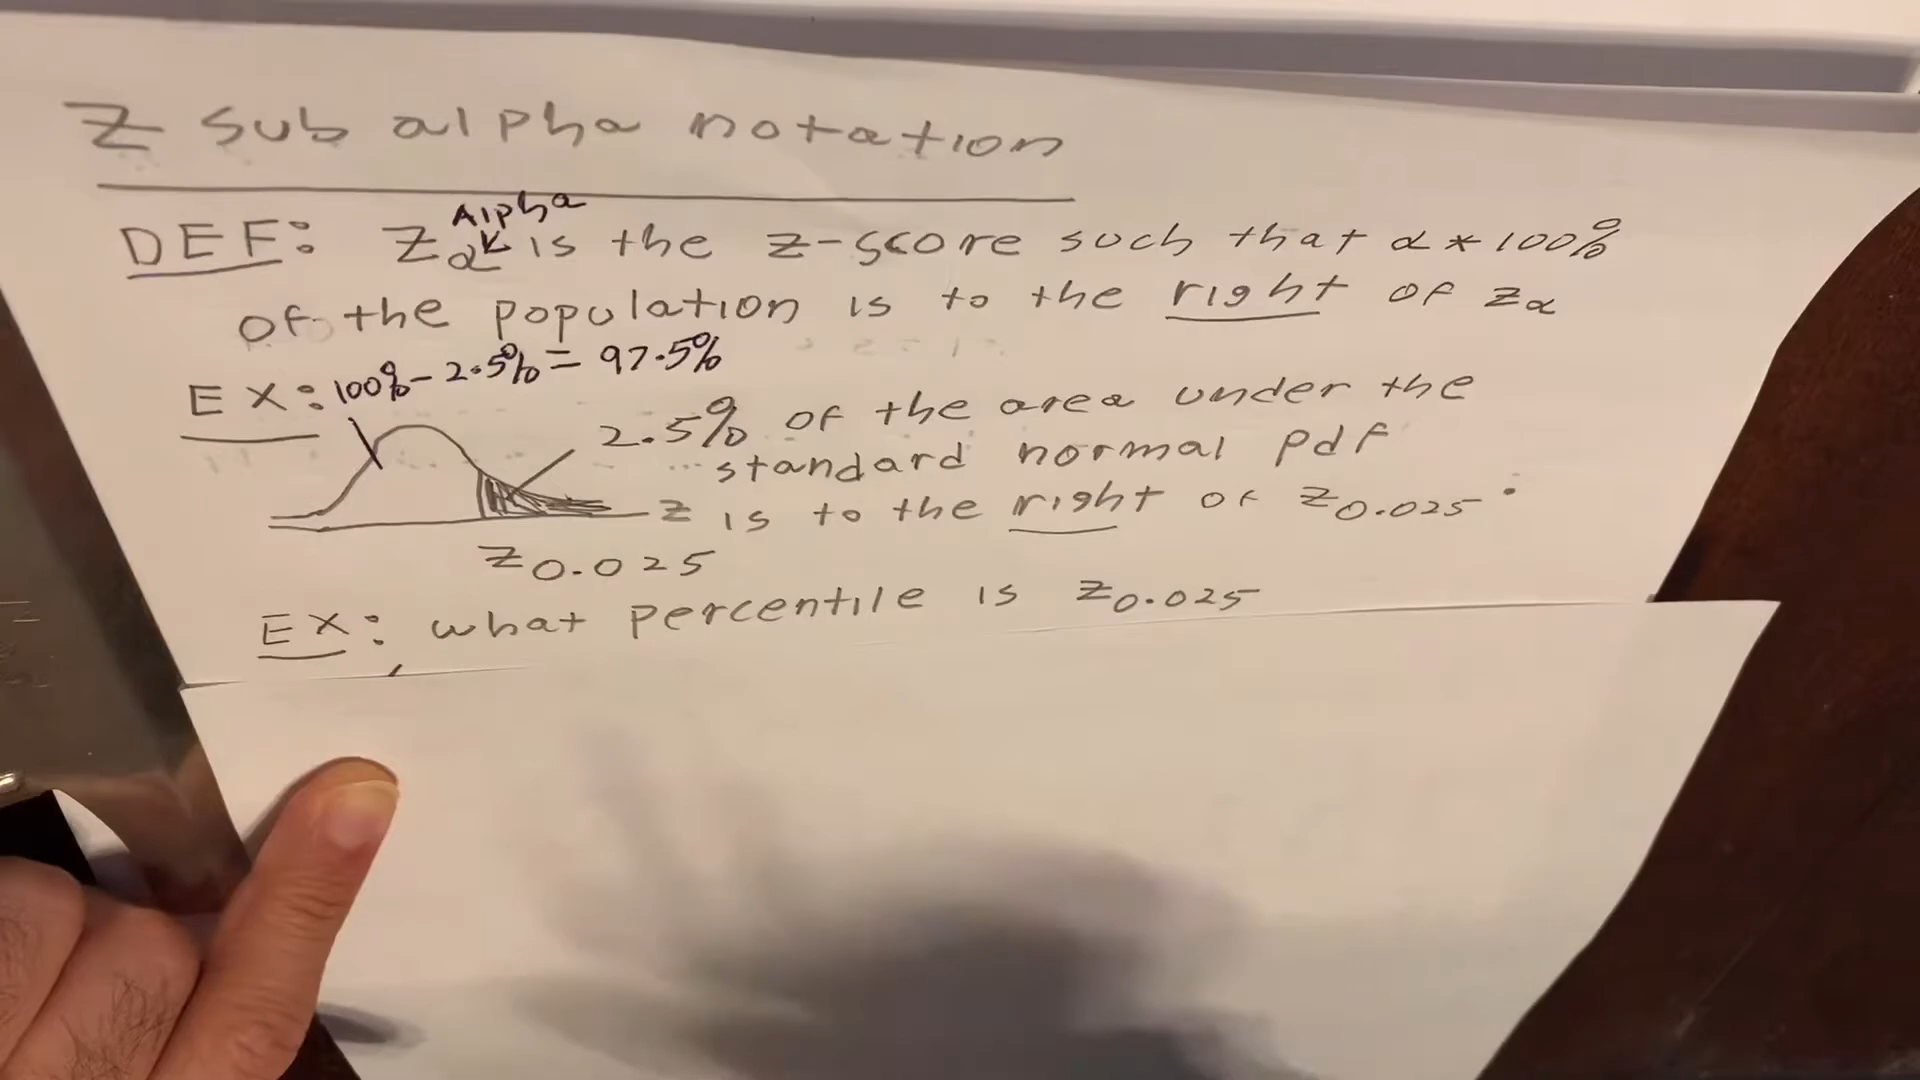 Z sub alpha notation
Alpha
DEF: Zα is the z-score such that α * 100%
of the population is to the right of zα
EX: 100% - 2.5% = 97.5%
2.5% of the area under the
standard normal pdf
z is to the right of z0.025.
z0.025
EX: what percentile is z0.025